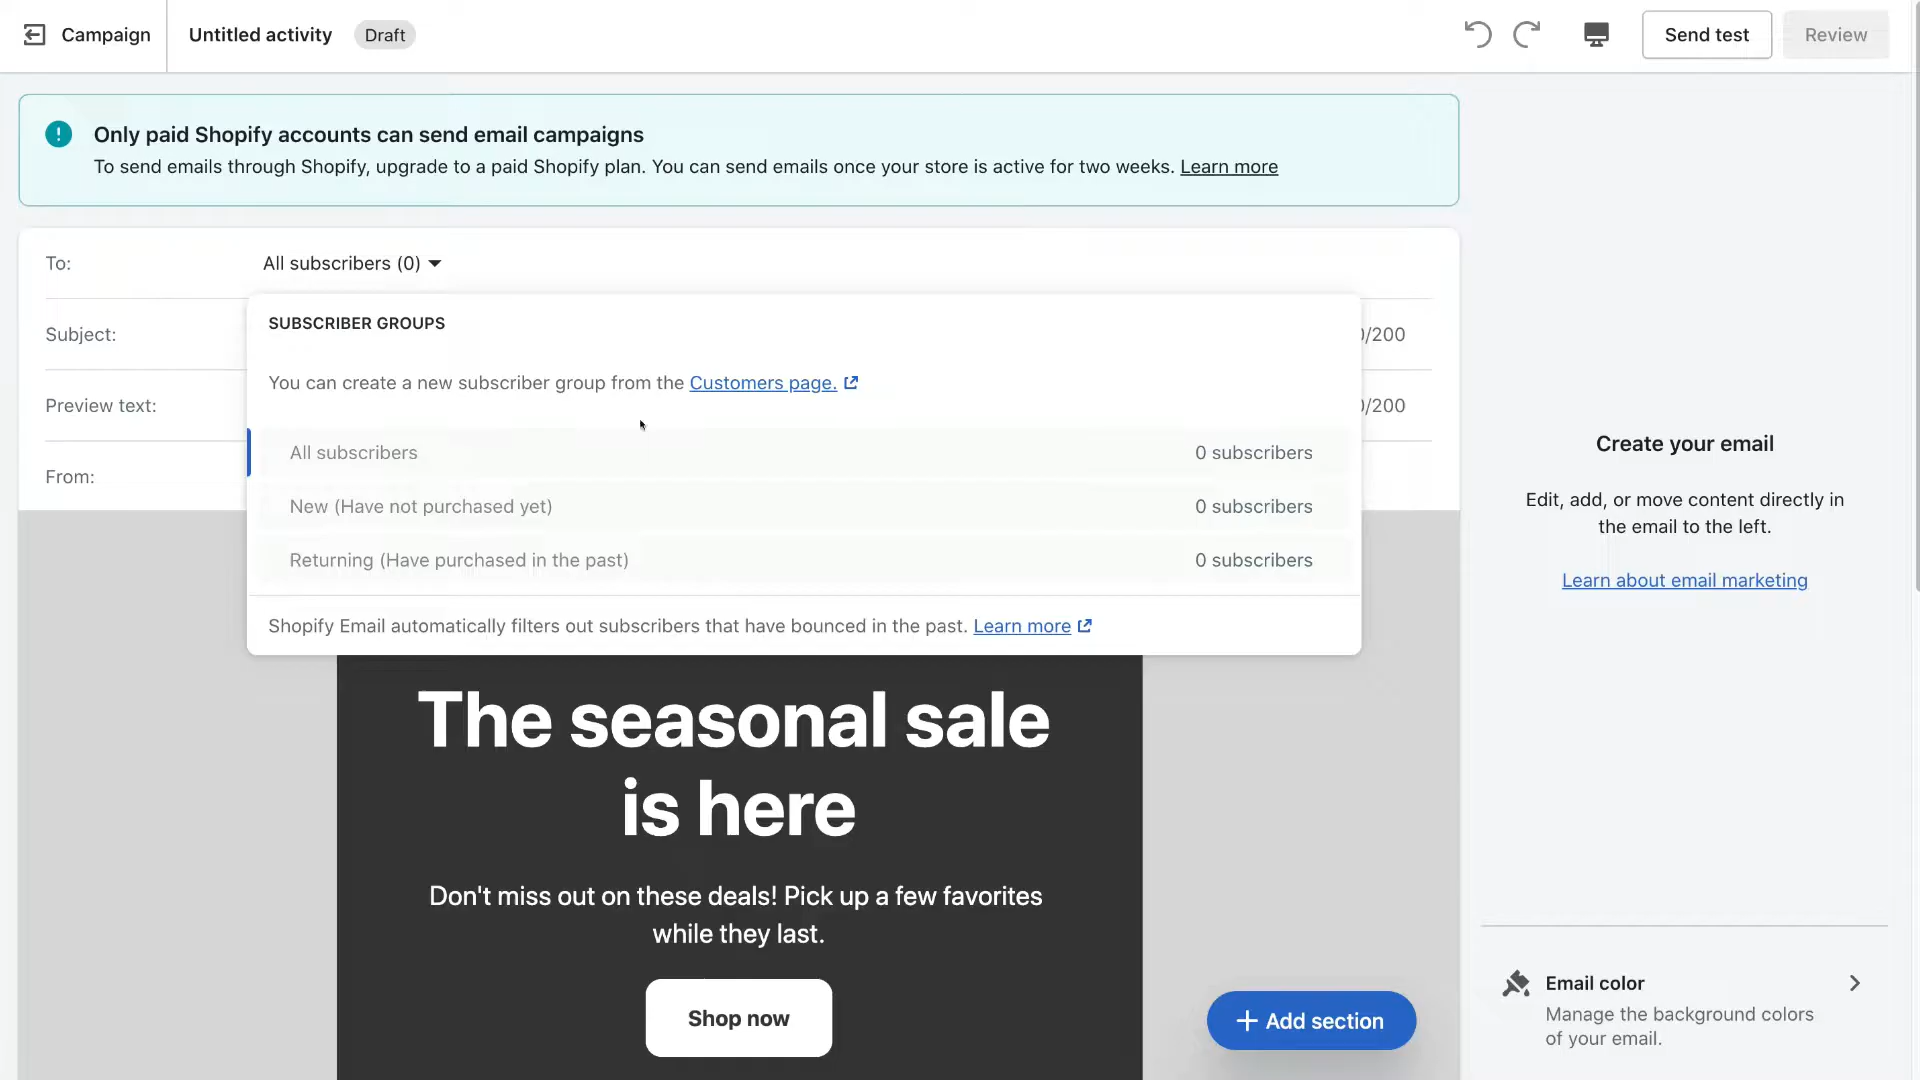 Campaign
Untitled activity
Draft
Send test
Review
Only paid Shopify accounts can send email campaigns
To send emails through Shopify, upgrade to a paid Shopify plan. You can send emails once your store is active for two weeks. Learn more
To:
All subscribers (0)
Subject:
/200
Preview text:
/200
From:
SUBSCRIBER GROUPS
You can create a new subscriber group from the Customers page.
All subscribers
0 subscribers
New (Have not purchased yet)
0 subscribers
Returning (Have purchased in the past)
0 subscribers
Shopify Email automatically filters out subscribers that have bounced in the past. Learn more
The seasonal sale
is here
Don't miss out on these deals! Pick up a few favorites
while they last.
Shop now
+ Add section
Create your email
Edit, add, or move content directly in
the email to the left.
Learn about email marketing
Email color
Manage the background colors
of your email.